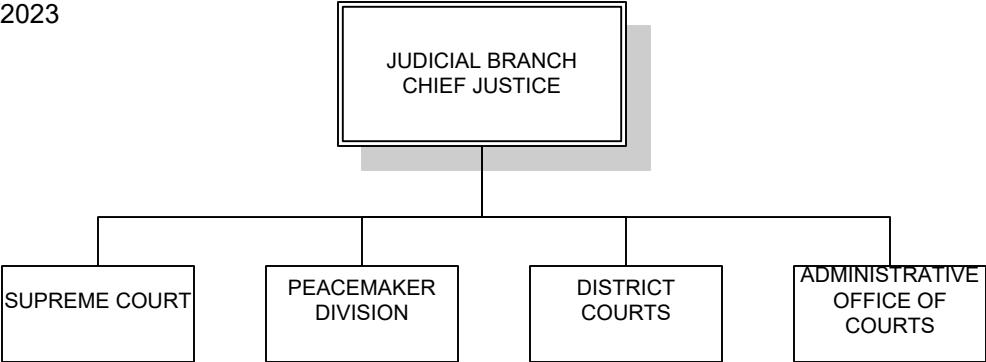 2023
JUDICIAL BRANCH
CHIEF JUSTICE
SUPREME COURT
PEACEMAKER
DIVISION
DISTRICT
COURTS
ADMINISTRATIVE
OFFICE OF
COURTS